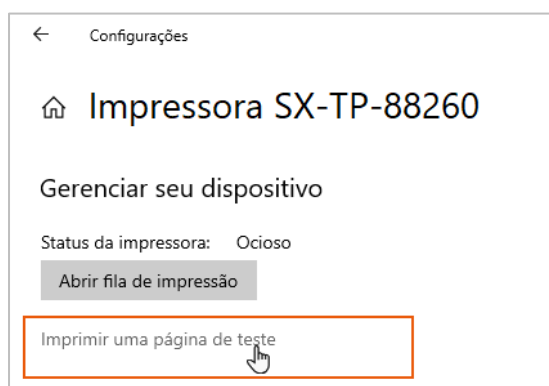 Configurações
Impressora SX-TP-88260
Gerenciar seu dispositivo
Status da impressora: Ocioso
Abrir fila de impressão
Imprimir uma página de teste